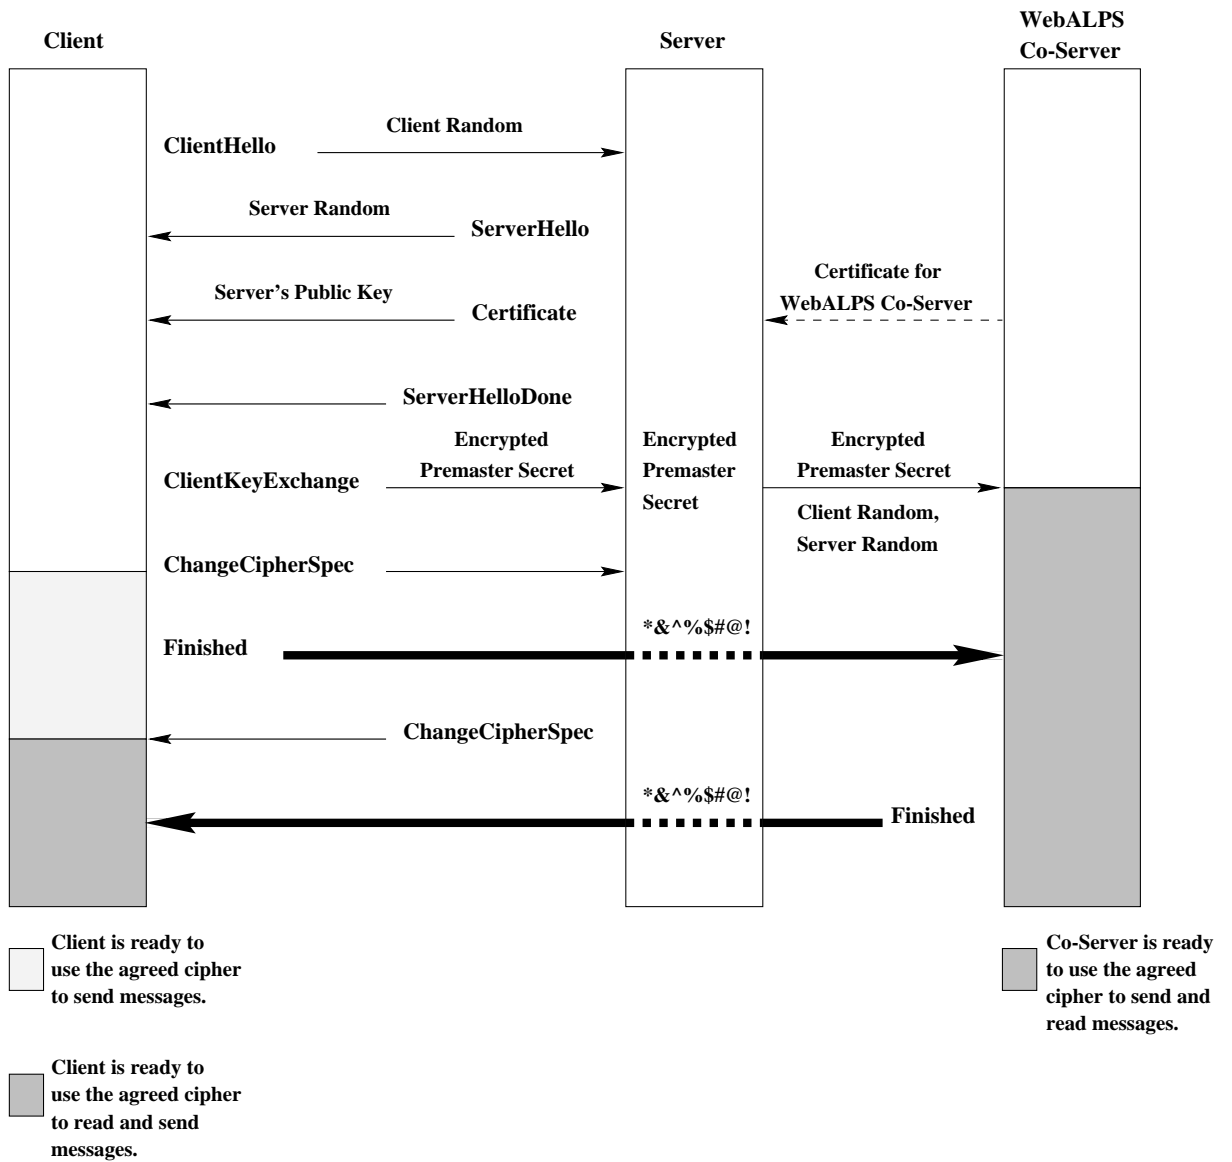 Client
Server
WebALPS
Co-Server
Client Random
ClientHello
Server Random
ServerHello
Certificate for
WebALPS Co-Server
Server's Public Key
Certificate
ServerHelloDone
Encrypted
Premaster Secret
ClientKeyExchange
Encrypted
Premaster
Secret
Encrypted
Premaster Secret
Client Random,
Server Random
ChangeCipherSpec
*&^%$#@!
Finished
ChangeCipherSpec
*&^%$#@!
Finished
Client is ready to
use the agreed cipher
to send messages.
Co-Server is ready
to use the agreed
cipher to send and
read messages.
Client is ready to
use the agreed cipher
to read and send
messages.